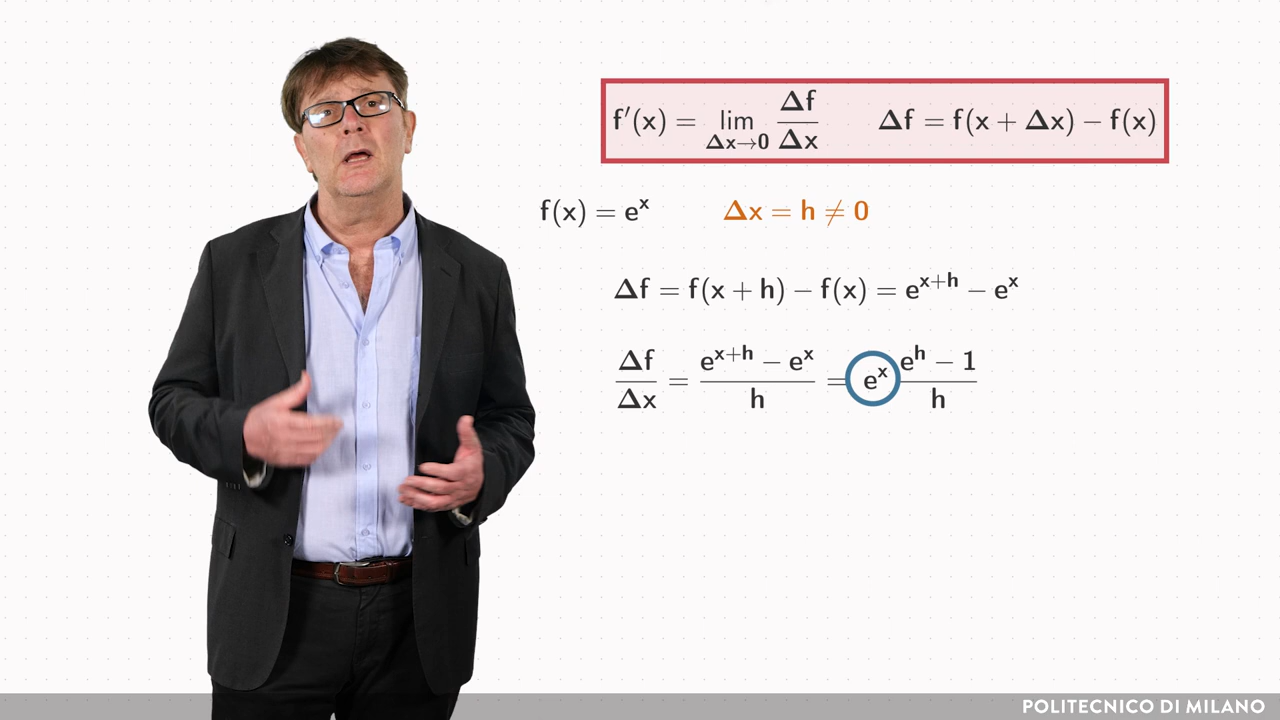 f′(x) = lim Δx→0 Δf/Δx    Δf = f(x + Δx) − f(x)
f(x) = eˣ    Δx = h ≠ 0
Δf = f(x + h) − f(x) = eˣ⁺ʰ − eˣ
Δf/Δx = (eˣ⁺ʰ − eˣ)/h = eˣ (eʰ − 1)/h
POLITECNICO DI MILANO